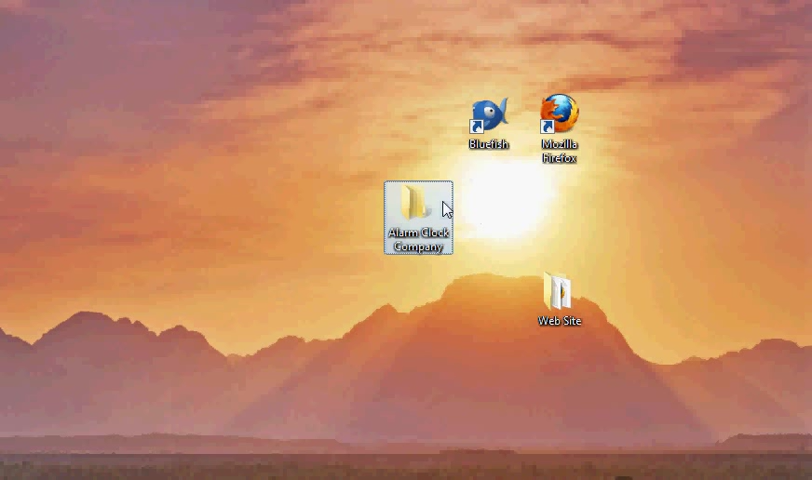 Bluefish
Mozilla
Firefox
Alarm Clock
Company
Web Site